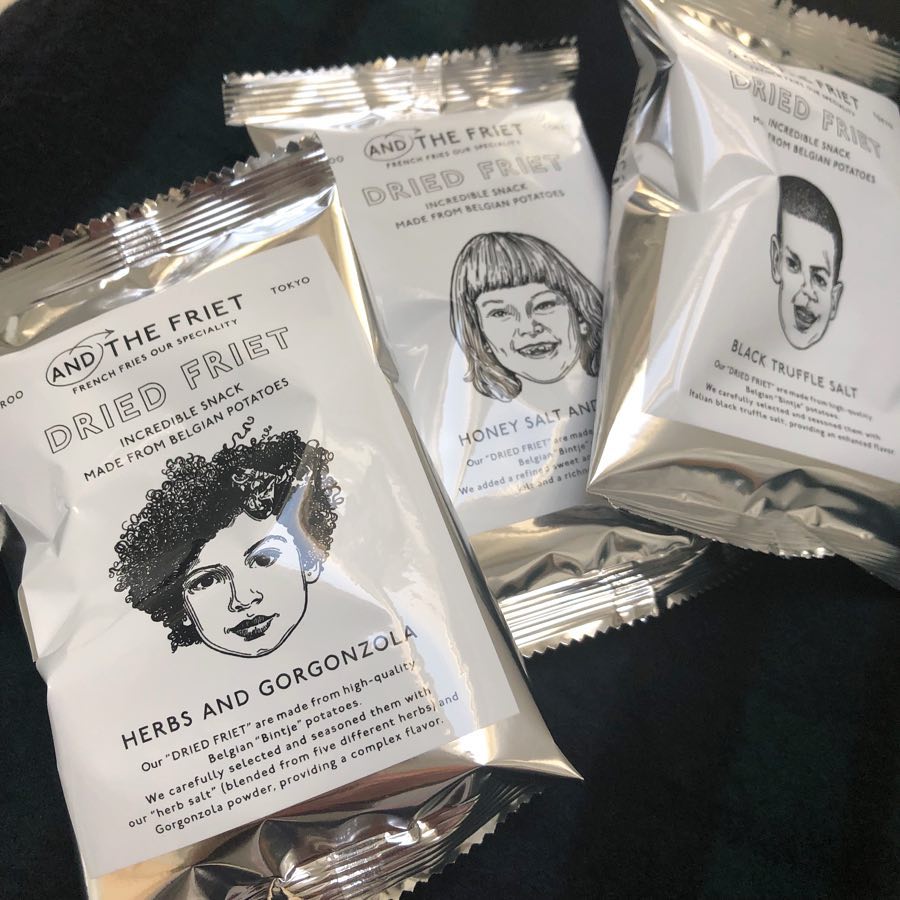 ROO
TOKYO
AND THE FRIET
FRENCH FRIES OUR SPECIALITY
DRIED FRIET
INCREDIBLE SNACK
MADE FROM BELGIAN POTATOES
HERBS AND GORGONZOLA
Our "DRIED FRIET" are made from high-quality
Belgian "Bintje" potatoes.
We carefully selected and seasoned them with
our "herb salt" (blended from five different herbs) and
Gorgonzola powder, providing a complex flavor.
AND THE FRIET
FRENCH FRIES OUR SPECIALITY
DRIED FRIET
INCREDIBLE SNACK
MADE FROM BELGIAN POTATOES
HONEY SALT AND
Our "DRIED FRIET" are made
Belgian "Bintje"
We added a refined sweet
and a
FRIET
OUR SPECIALITY
TOKYO
DRIED FRIET
INCREDIBLE SNACK
FROM BELGIAN POTATOES
BLACK TRUFFLE SALT
Our "DRIED FRIET" are made from high-quality
Belgian "Bintje" potatoes.
We carefully selected and seasoned them with
Italian black truffle salt, providing an enhanced flavor.